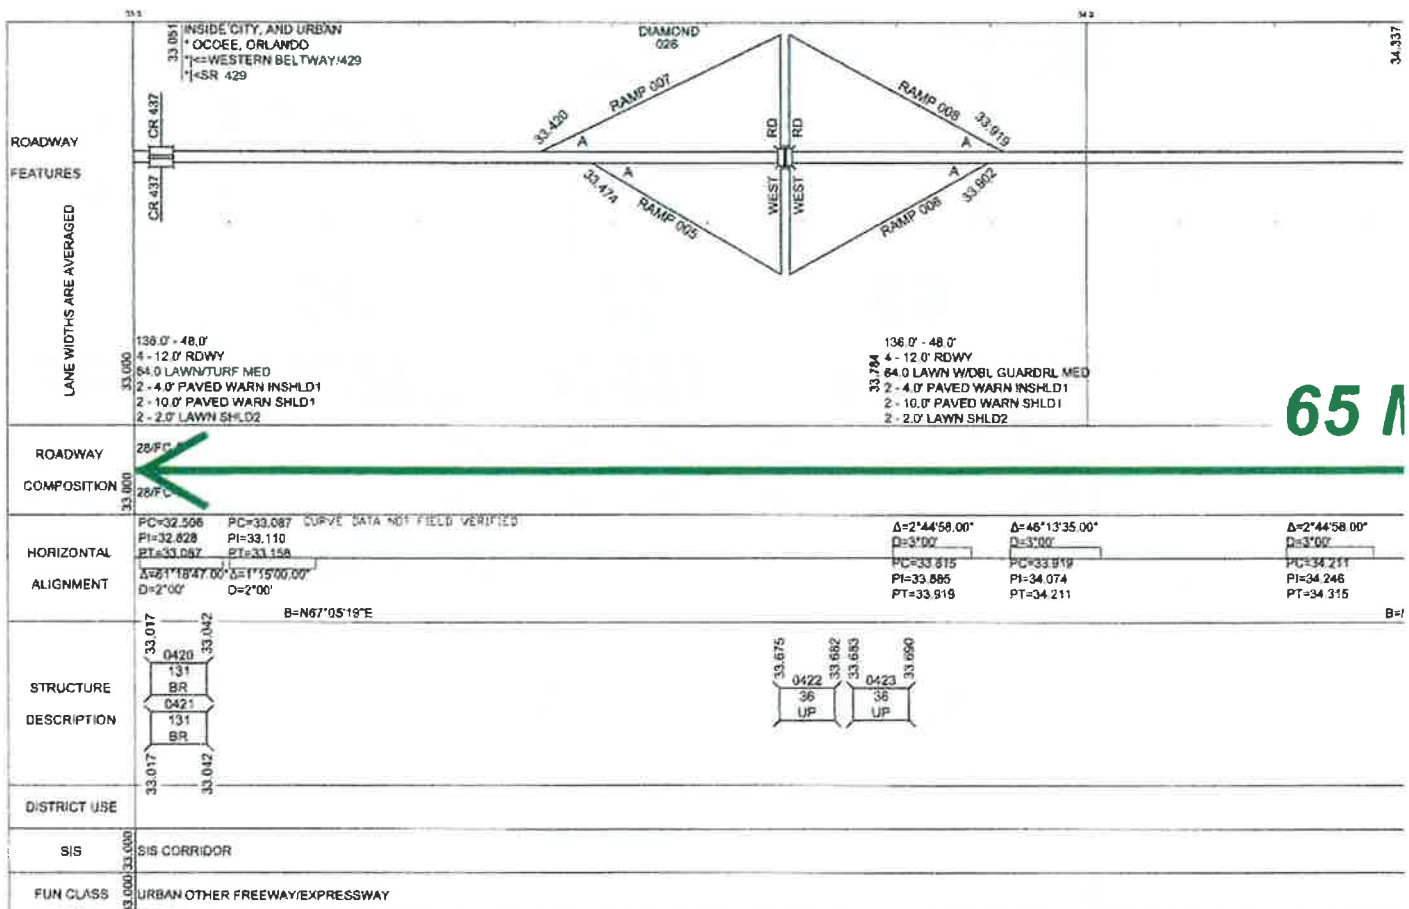 33.051
INSIDE CITY, AND URBAN
* OCOEE, ORLANDO
*|<=WESTERN BELTWAY/429
*|<SR 429
DIAMOND
026
34.337
CR 437
CR 437
33.420
RAMP 007
A
RAMP 008
33.919
A
WEST RD
WEST RD
33.474
A
RAMP 005
A
33.902
RAMP 006
ROADWAY
FEATURES
LANE WIDTHS ARE AVERAGED
33.000
136.0' - 48.0'
4 - 12.0' RDWY
64.0 LAWN/TURF MED
2 - 4.0' PAVED WARN INSHLD1
2 - 10.0' PAVED WARN SHLD1
2 - 2.0' LAWN SHLD2
33.784
136.0' - 48.0'
4 - 12.0' RDWY
64.0 LAWN W/DBL GUARDRL MED
2 - 4.0' PAVED WARN INSHLD1
2 - 10.0' PAVED WARN SHLD1
2 - 2.0' LAWN SHLD2
65
ROADWAY
COMPOSITION
33.000
28/FC
28/FC
HORIZONTAL
ALIGNMENT
PC=32.506
PI=32.828
PT=33.087
Δ=61°18'47.00"
D=2°00'
PC=33.087
PI=33.110
PT=33.158
Δ=1°15'00.00"
D=2°00'
CURVE DATA NOT FIELD VERIFIED
B=N67°05'19"E
Δ=2°44'58.00"
D=3°00'
PC=33.815
PI=33.885
PT=33.919
Δ=46°13'35.00"
D=3°00'
PC=33.919
PI=34.074
PT=34.211
Δ=2°44'58.00"
D=3°00'
PC=34.211
PI=34.246
PT=34.315
B=
STRUCTURE
DESCRIPTION
33.017
33.042
0420
131
BR
0421
131
BR
33.017
33.042
33.675
33.682
0422
36
UP
33.683
33.690
0423
36
UP
DISTRICT USE
SIS
33.000
SIS CORRIDOR
FUN CLASS
33.000
URBAN OTHER FREEWAY/EXPRESSWAY